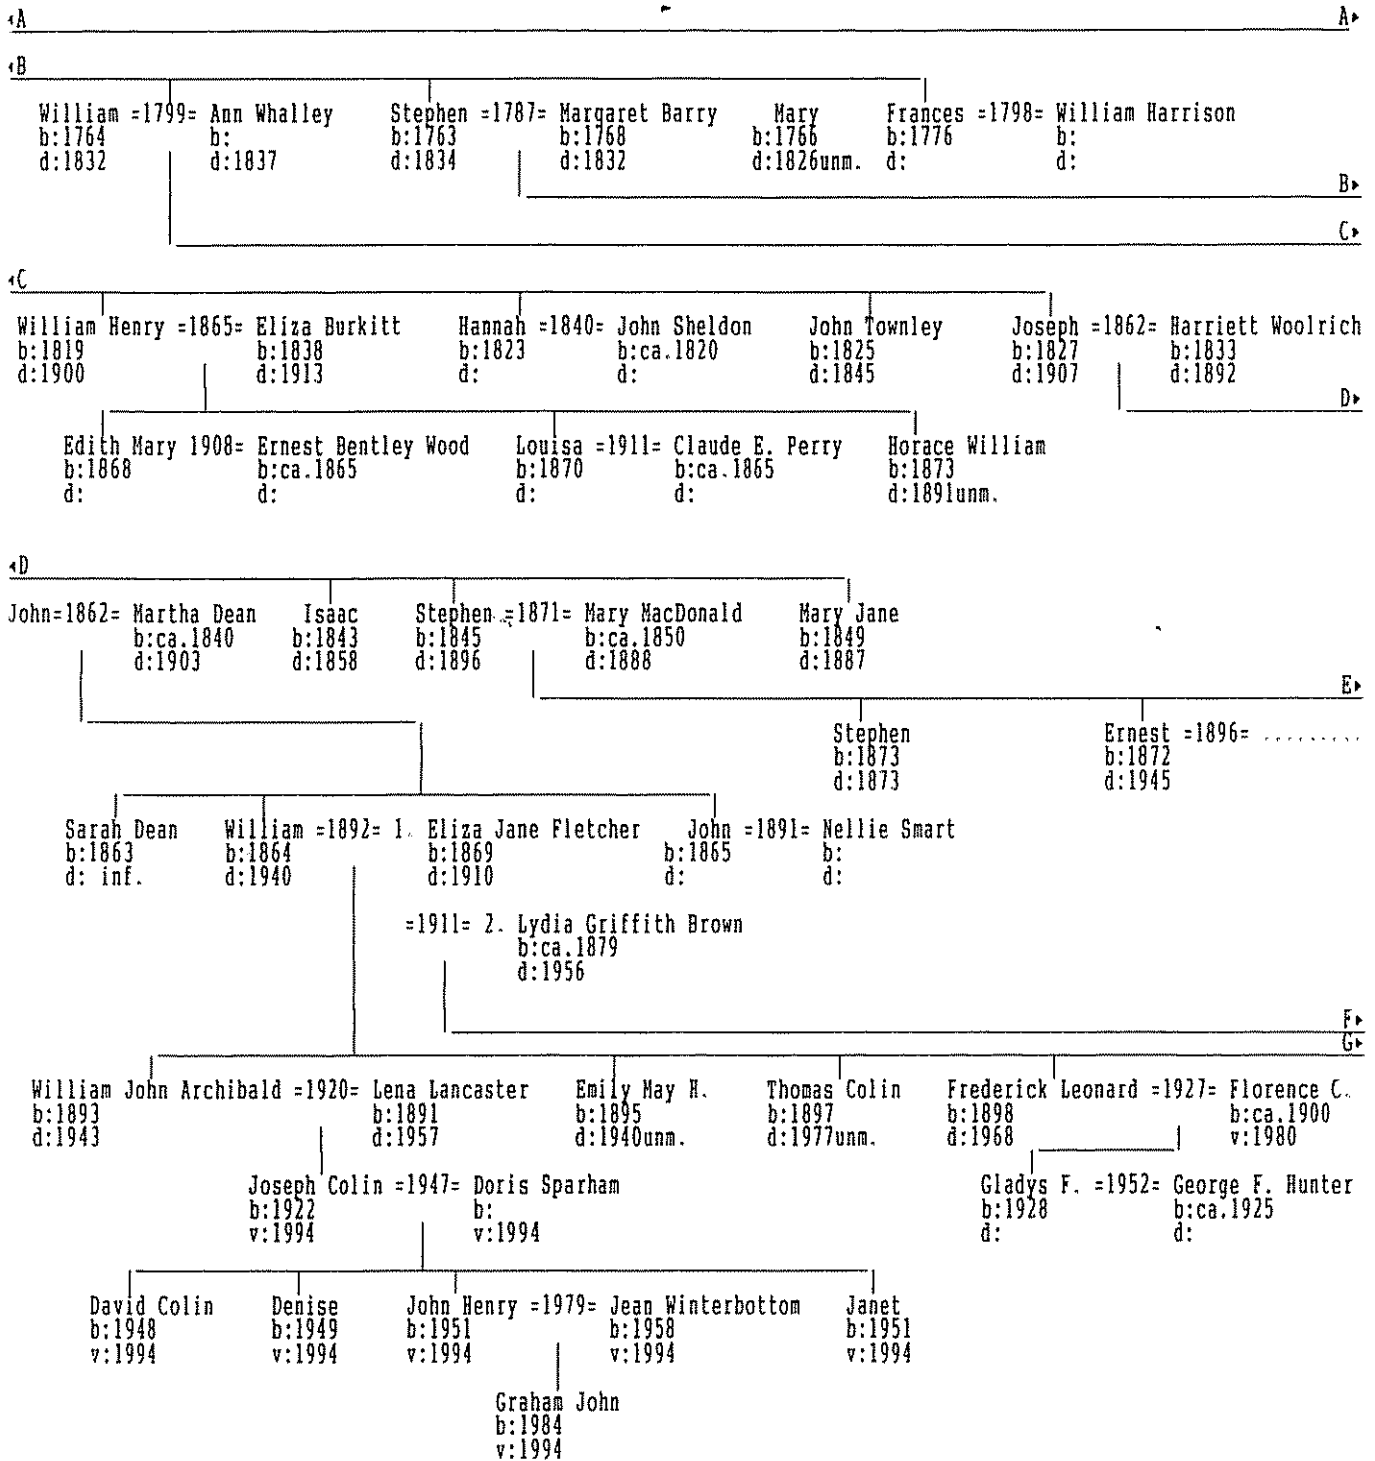 ◂A A▸
◂B
William =1799= Ann Whalley Stephen =1787= Margaret Barry Mary Frances =1798= William Harrison
b:1764 b: b:1763 b:1768 b:1766 b:1776 b:
d:1832 d:1837 d:1834 d:1832 d:1826unm. d: d:
B▸
C▸
◂C
William Henry =1865= Eliza Burkitt Hannah =1840= John Sheldon John Townley Joseph =1862= Harriett Woolrich
b:1819 b:1838 b:1823 b:ca.1820 b:1825 b:1827 b:1833
d:1900 d:1913 d: d: d:1845 d:1907 d:1892
D▸
Edith Mary 1908= Ernest Bentley Wood Louisa =1911= Claude E. Perry Horace William
b:1868 b:ca.1865 b:1870 b:ca.1865 b:1873
d: d: d: d: d:1891unm.
◂D
John=1862= Martha Dean Isaac Stephen =1871= Mary MacDonald Mary Jane
b:ca.1840 b:1843 b:1845 b:ca.1850 b:1849
d:1903 d:1858 d:1896 d:1888 d:1887
E▸
Stephen Ernest =1896= .........
b:1873 b:1872
d:1873 d:1945
Sarah Dean William =1892= 1. Eliza Jane Fletcher John =1891= Nellie Smart
b:1863 b:1864 b:1869 b:1865 b:
d: inf. d:1940 d:1910 d: d:
=1911= 2. Lydia Griffith Brown
b:ca.1879
d:1956
F▸
G▸
William John Archibald =1920= Lena Lancaster Emily May H. Thomas Colin Frederick Leonard =1927= Florence C.
b:1893 b:1891 b:1895 b:1897 b:1898 b:ca.1900
d:1943 d:1957 d:1940unm. d:1977unm. d:1968 v:1980
Joseph Colin =1947= Doris Sparham Gladys F. =1952= George F. Hunter
b:1922 b: b:1928 b:ca.1925
v:1994 v:1994 d: d:
David Colin Denise John Henry =1979= Jean Winterbottom Janet
b:1948 b:1949 b:1951 b:1958 b:1951
v:1994 v:1994 v:1994 v:1994 v:1994
Graham John
b:1984
v:1994